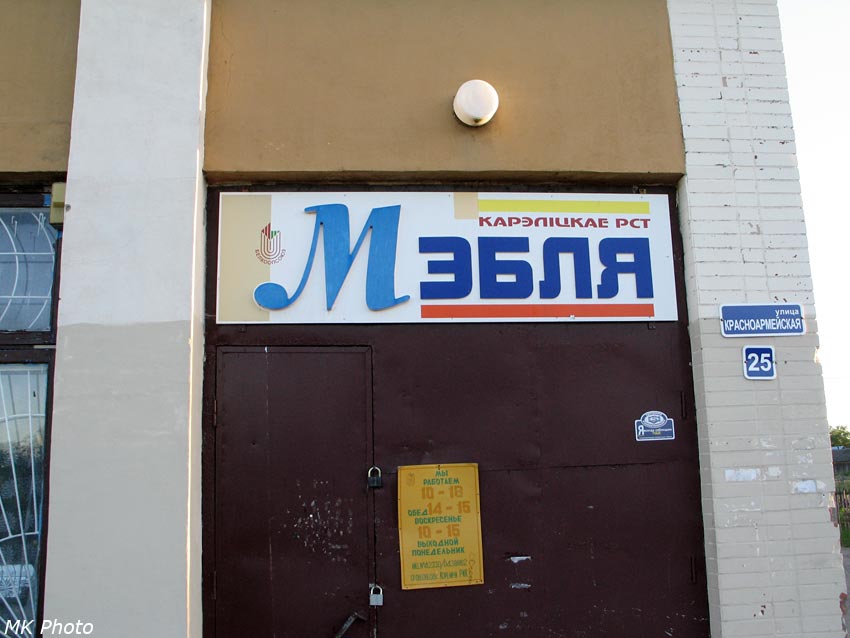 КАРЭЛІЦКАЕ РСТ
МЭБЛЯ
БЕЛКООПСОЮЗ
улица
КРАСНОАРМЕЙСКАЯ
25
Я
МЫ
РАБОТАЕМ
10 - 18
ОБЕД 14 - 15
ВОСКРЕСЕНЬЕ
10 - 15
ВЫХОДНОЙ
ПОНЕДЕЛЬНИК
MK Photo